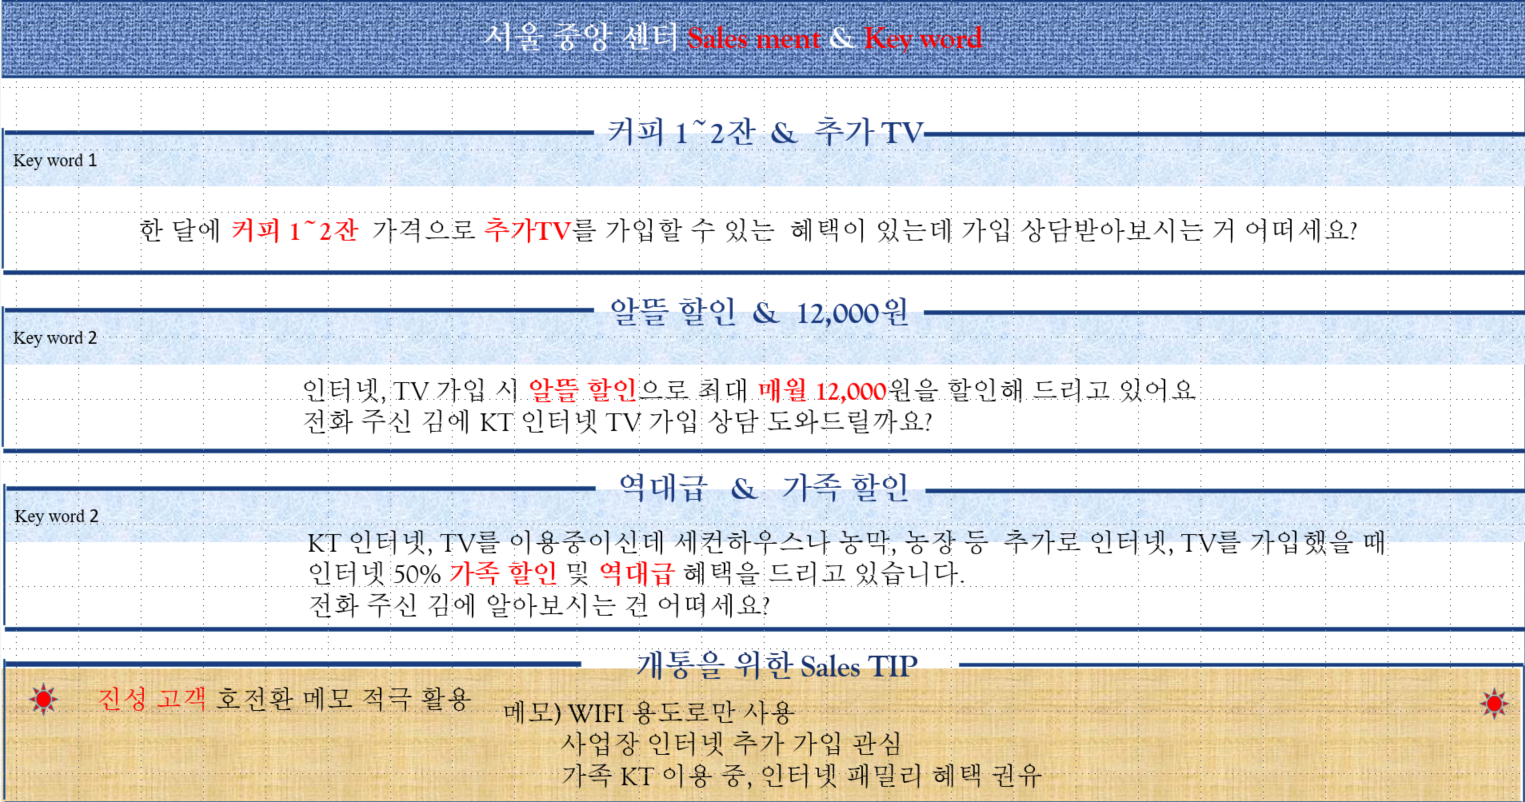 서울 중앙 센터 Sales ment & Key word
커피 1~2잔 & 추가 TV
Key word 1
한 달에 커피 1~2잔 가격으로 추가TV를 가입할 수 있는 혜택이 있는데 가입 상담받아보시는 거 어떠세요?
알뜰 할인 & 12,000원
Key word 2
인터넷, TV 가입 시 알뜰 할인으로 최대 매월 12,000원을 할인해 드리고 있어요
전화 주신 김에 KT 인터넷 TV 가입 상담 도와드릴까요?
역대급 & 가족 할인
Key word 2
KT 인터넷, TV를 이용중이신데 세컨하우스나 농막, 농장 등 추가로 인터넷, TV를 가입했을 때
인터넷 50% 가족 할인 및 역대급 혜택을 드리고 있습니다.
전화 주신 김에 알아보시는 건 어떠세요?
개통을 위한 Sales TIP
진성 고객 호전환 메모 적극 활용
메모) WIFI 용도로만 사용
사업장 인터넷 추가 가입 관심
가족 KT 이용 중, 인터넷 패밀리 혜택 권유